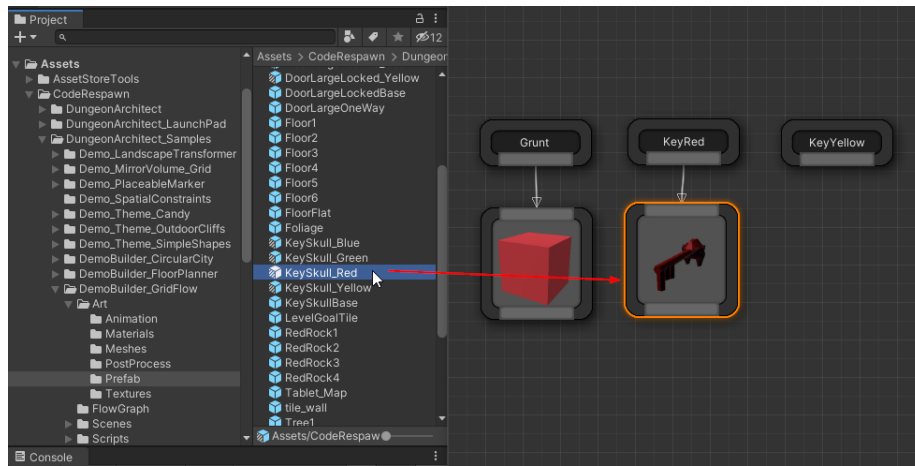 Project
12
Assets
AssetStoreTools
CodeRespawn
DungeonArchitect
DungeonArchitect_LaunchPad
DungeonArchitect_Samples
Demo_LandscapeTransformer
Demo_MirrorVolume_Grid
Demo_PlaceableMarker
Demo_SpatialConstraints
Demo_Theme_Candy
Demo_Theme_OutdoorCliffs
Demo_Theme_SimpleShapes
DemoBuilder_CircularCity
DemoBuilder_FloorPlanner
DemoBuilder_GridFlow
Art
Animation
Materials
Meshes
PostProcess
Prefab
Textures
FlowGraph
Scenes
Scripts
Assets > CodeRespawn > Dungeon
DoorLargeLocked_Yellow
DoorLargeLockedBase
DoorLargeOneWay
Floor1
Floor2
Floor3
Floor4
Floor5
Floor6
FloorFlat
Foliage
KeySkull_Blue
KeySkull_Green
KeySkull_Red
KeySkull_Yellow
KeySkullBase
LevelGoalTile
RedRock1
RedRock2
RedRock3
RedRock4
Tablet_Map
tile_wall
Tree1
Assets/CodeRespaw
Console
Grunt
KeyRed
KeyYellow